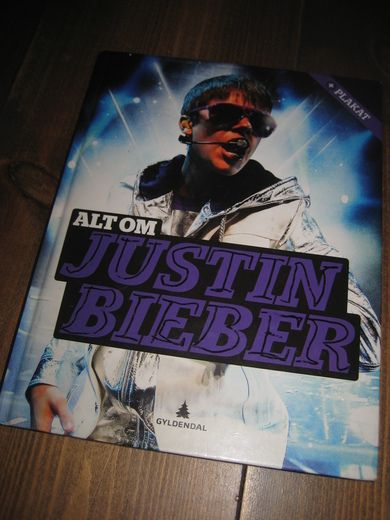 + PLAKAT
ALT OM
JUSTIN
BIEBER
GYLDENDAL